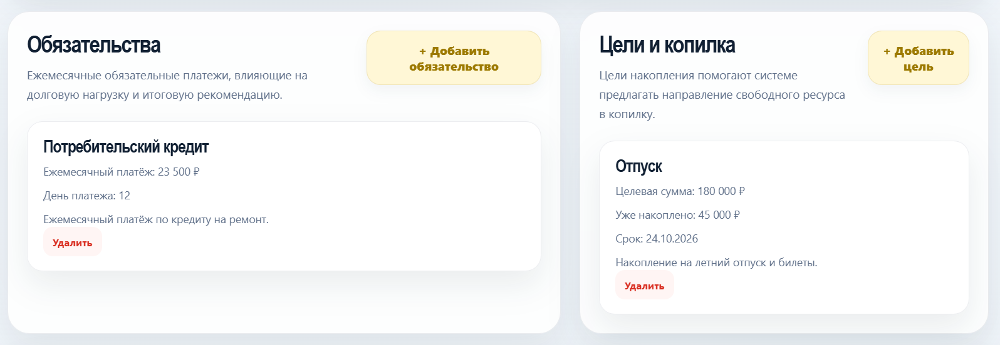 Обязательства
+ Добавить
обязательство
Ежемесячные обязательные платежи, влияющие на
долговую нагрузку и итоговую рекомендацию.
Потребительский кредит
Ежемесячный платёж: 23 500 ₽
День платежа: 12
Ежемесячный платёж по кредиту на ремонт.
Удалить
Цели и копилка
+ Добавить
цель
Цели накопления помогают системе
предлагать направление свободного ресурса
в копилку.
Отпуск
Целевая сумма: 180 000 ₽
Уже накоплено: 45 000 ₽
Срок: 24.10.2026
Накопление на летний отпуск и билеты.
Удалить